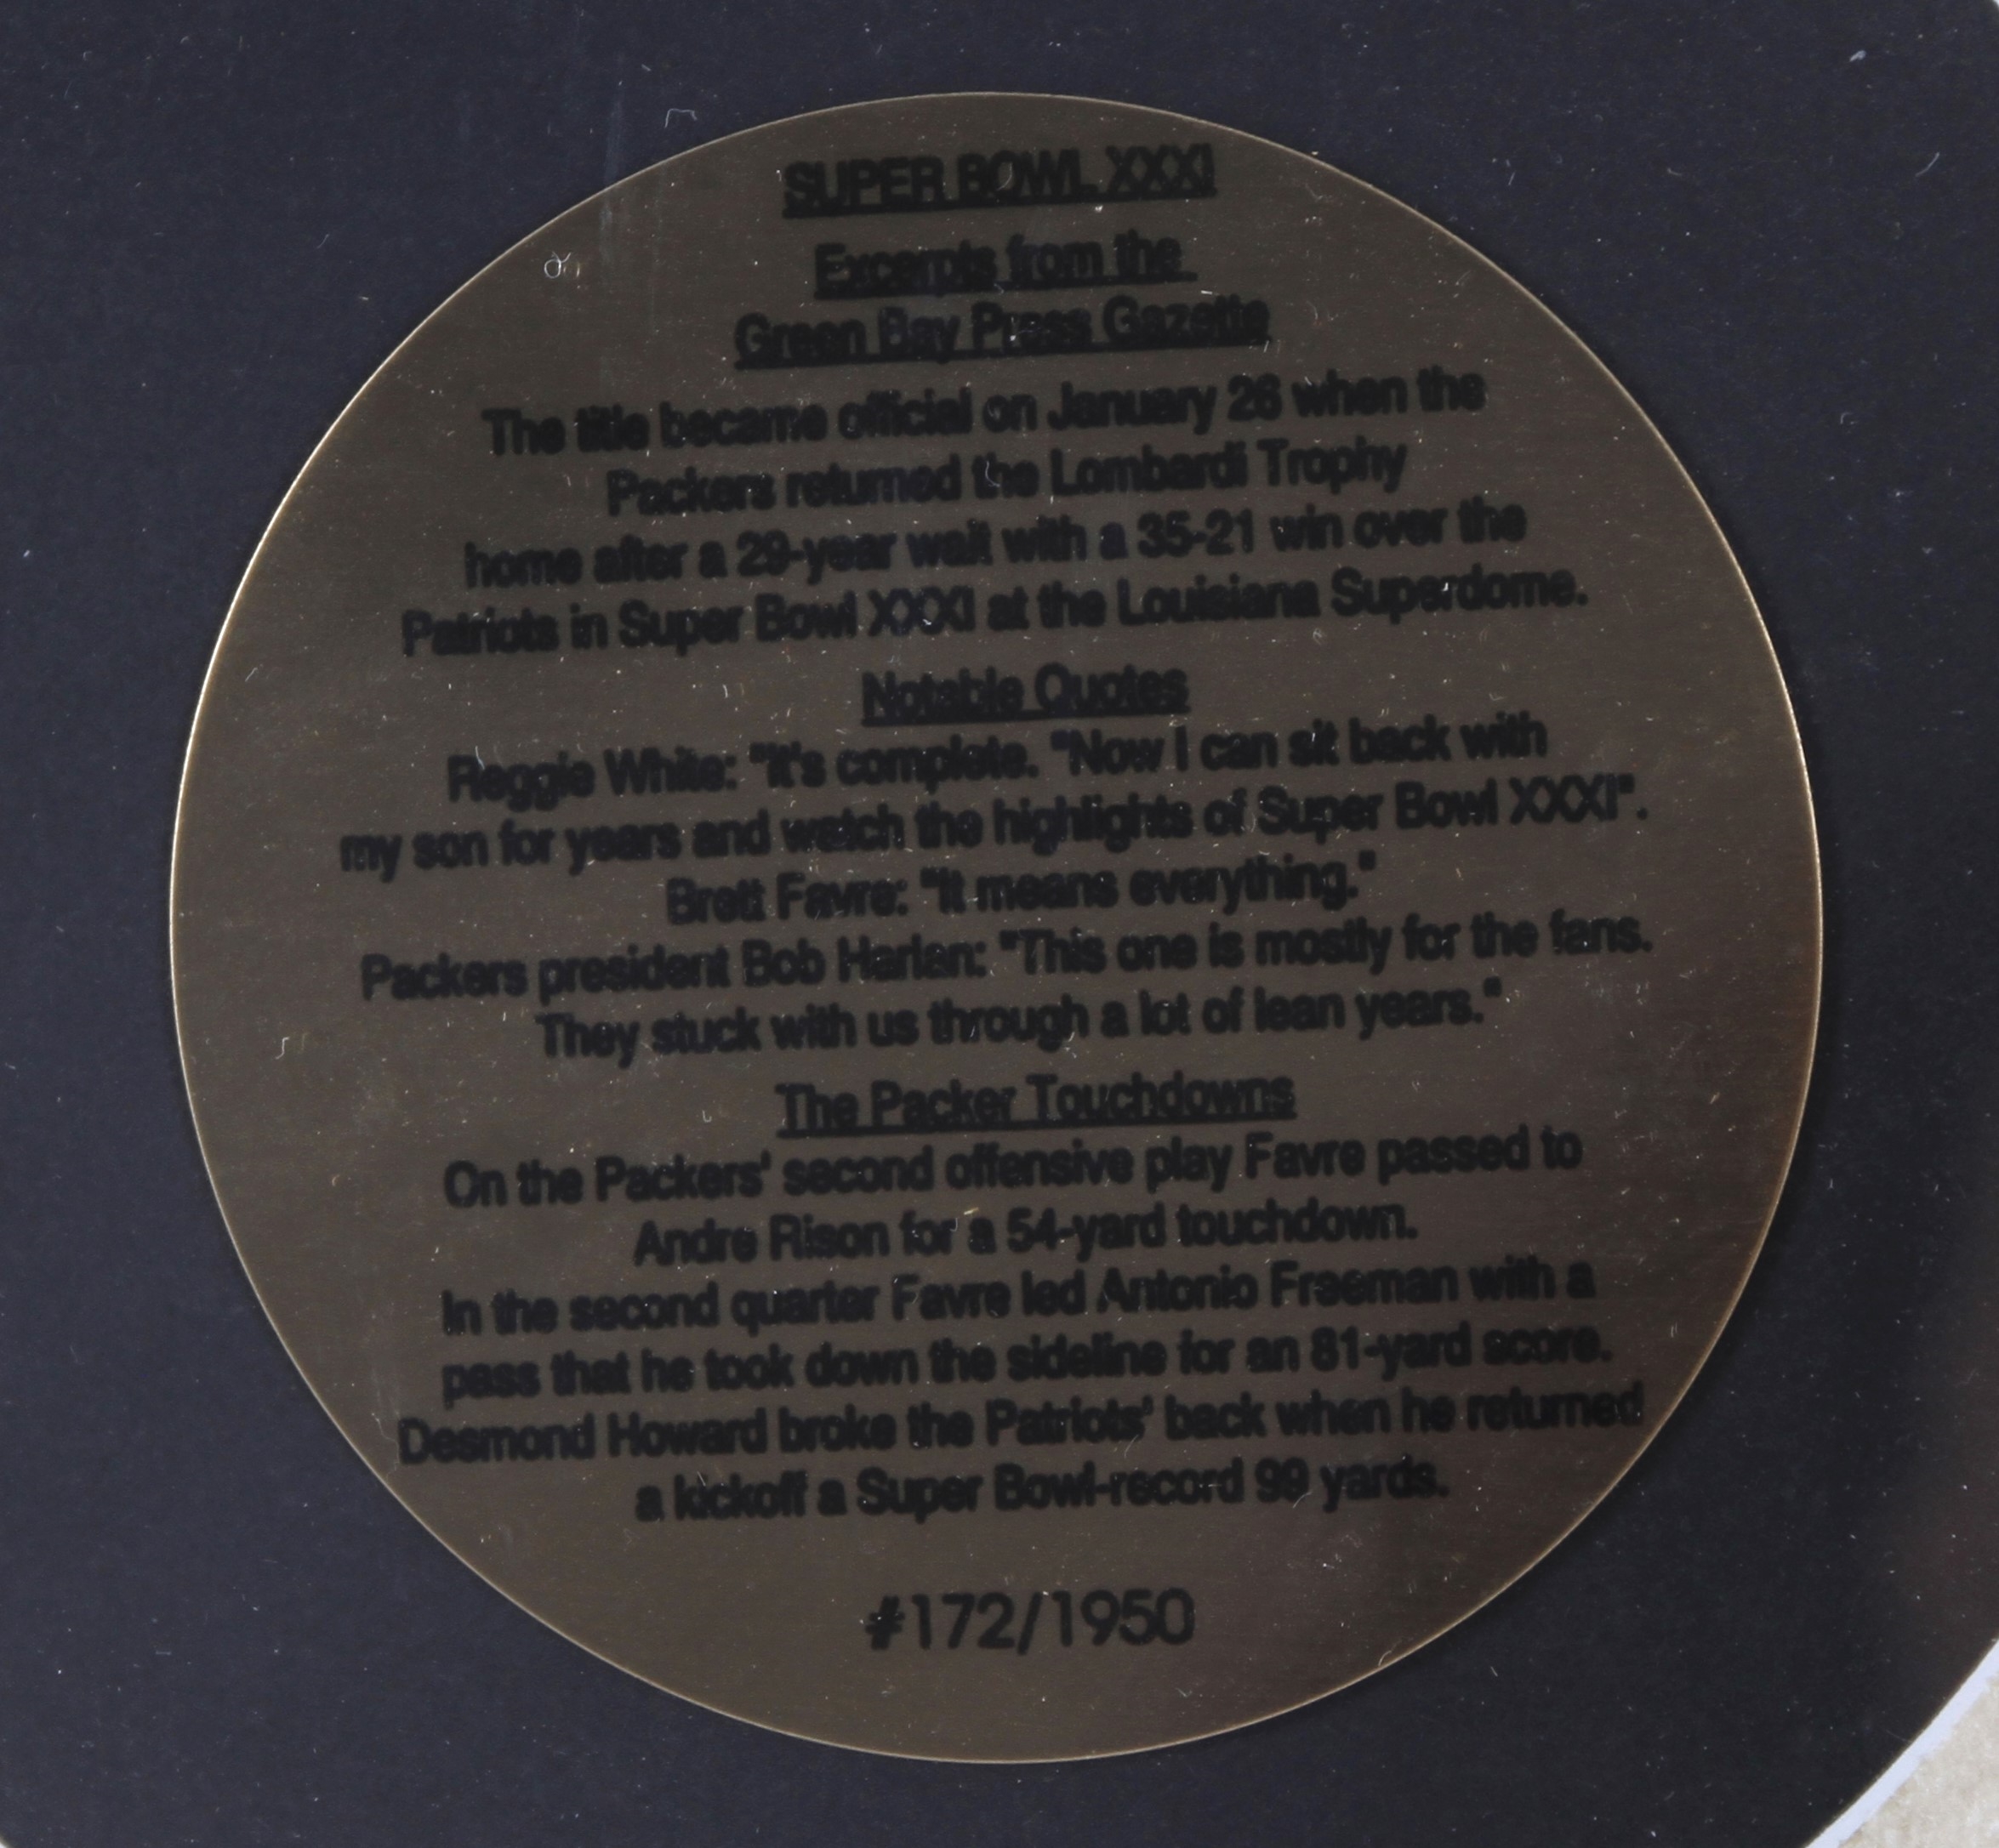 SUPER BOWL XXXI
Excerpts from the
Green Bay Press Gazette
The title became official on January 26 when the
Packers returned the Lombardi Trophy
home after a 29-year wait with a 35-21 win over the
Patriots in Super Bowl XXXI at the Louisiana Superdome.
Notable Quotes
Reggie White: "It's complete. "Now I can sit back with
my son for years and watch the highlights of Super Bowl XXXI".
Brett Favre: "It means everything."
Packers president Bob Harlan: "This one is mostly for the fans.
They stuck with us through a lot of lean years."
The Packer Touchdowns
On the Packers' second offensive play Favre passed to
Andre Rison for a 54-yard touchdown.
In the second quarter Favre led Antonio Freeman with a
pass that he took down the sideline for an 81-yard score.
Desmond Howard broke the Patriots' back when he returned
a kickoff a Super Bowl-record 99 yards.
#172/1950